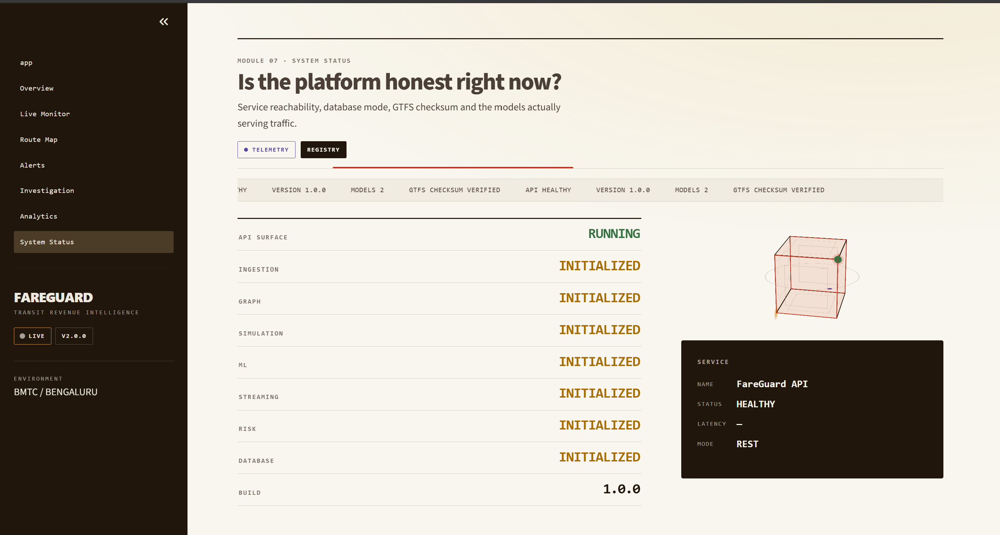 app
Overview
Live Monitor
Route Map
Alerts
Investigation
Analytics
System Status
FAREGUARD
TRANSIT REVENUE INTELLIGENCE
LIVE
V2.0.0
ENVIRONMENT
BMTC / BENGALURU
MODULE 07 · SYSTEM STATUS
Is the platform honest right now?
Service reachability, database mode, GTFS checksum and the models actually
serving traffic.
TELEMETRY
REGISTRY
THY VERSION 1.0.0 MODELS 2 GTFS CHECKSUM VERIFIED API HEALTHY VERSION 1.0.0 MODELS 2 GTFS CHECKSUM VERIFIED
API SURFACE RUNNING
INGESTION INITIALIZED
GRAPH INITIALIZED
SIMULATION INITIALIZED
ML INITIALIZED
STREAMING INITIALIZED
RISK INITIALIZED
DATABASE INITIALIZED
BUILD 1.0.0
SERVICE
NAME FareGuard API
STATUS HEALTHY
LATENCY —
MODE REST